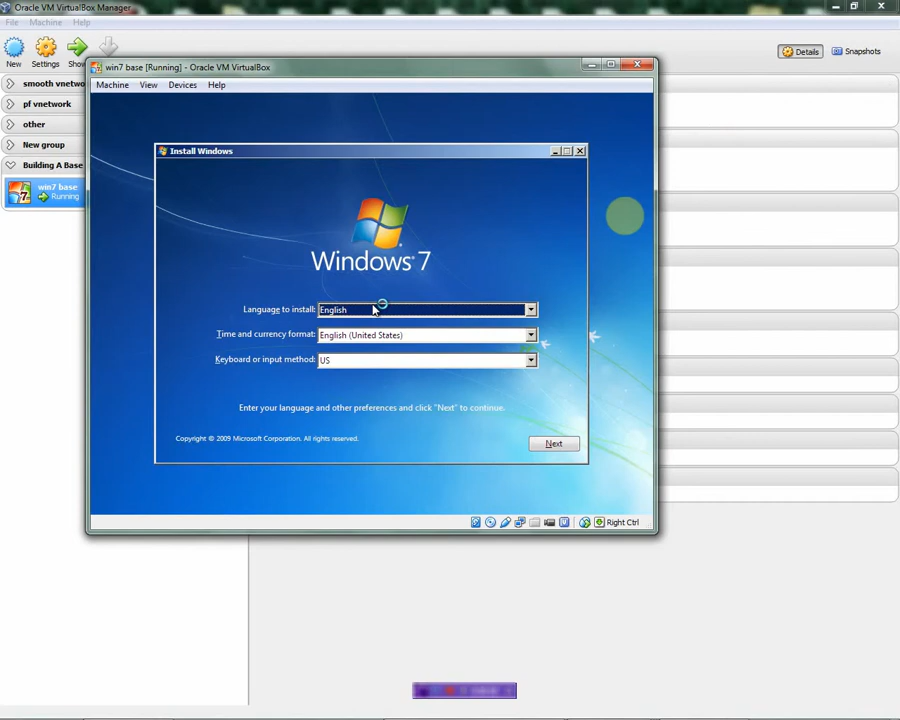 Oracle VM VirtualBox Manager
File Machine Help
New Settings Show
Details Snapshots
smooth vnetwo
pf vnetwork
other
New group
Building A Base
win7 base
Running
win7 base [Running] - Oracle VM VirtualBox
Machine View Devices Help
Install Windows
Windows 7
Language to install: English
Time and currency format: English (United States)
Keyboard or input method: US
Enter your language and other preferences and click "Next" to continue.
Copyright © 2009 Microsoft Corporation. All rights reserved.
Next
Right Ctrl